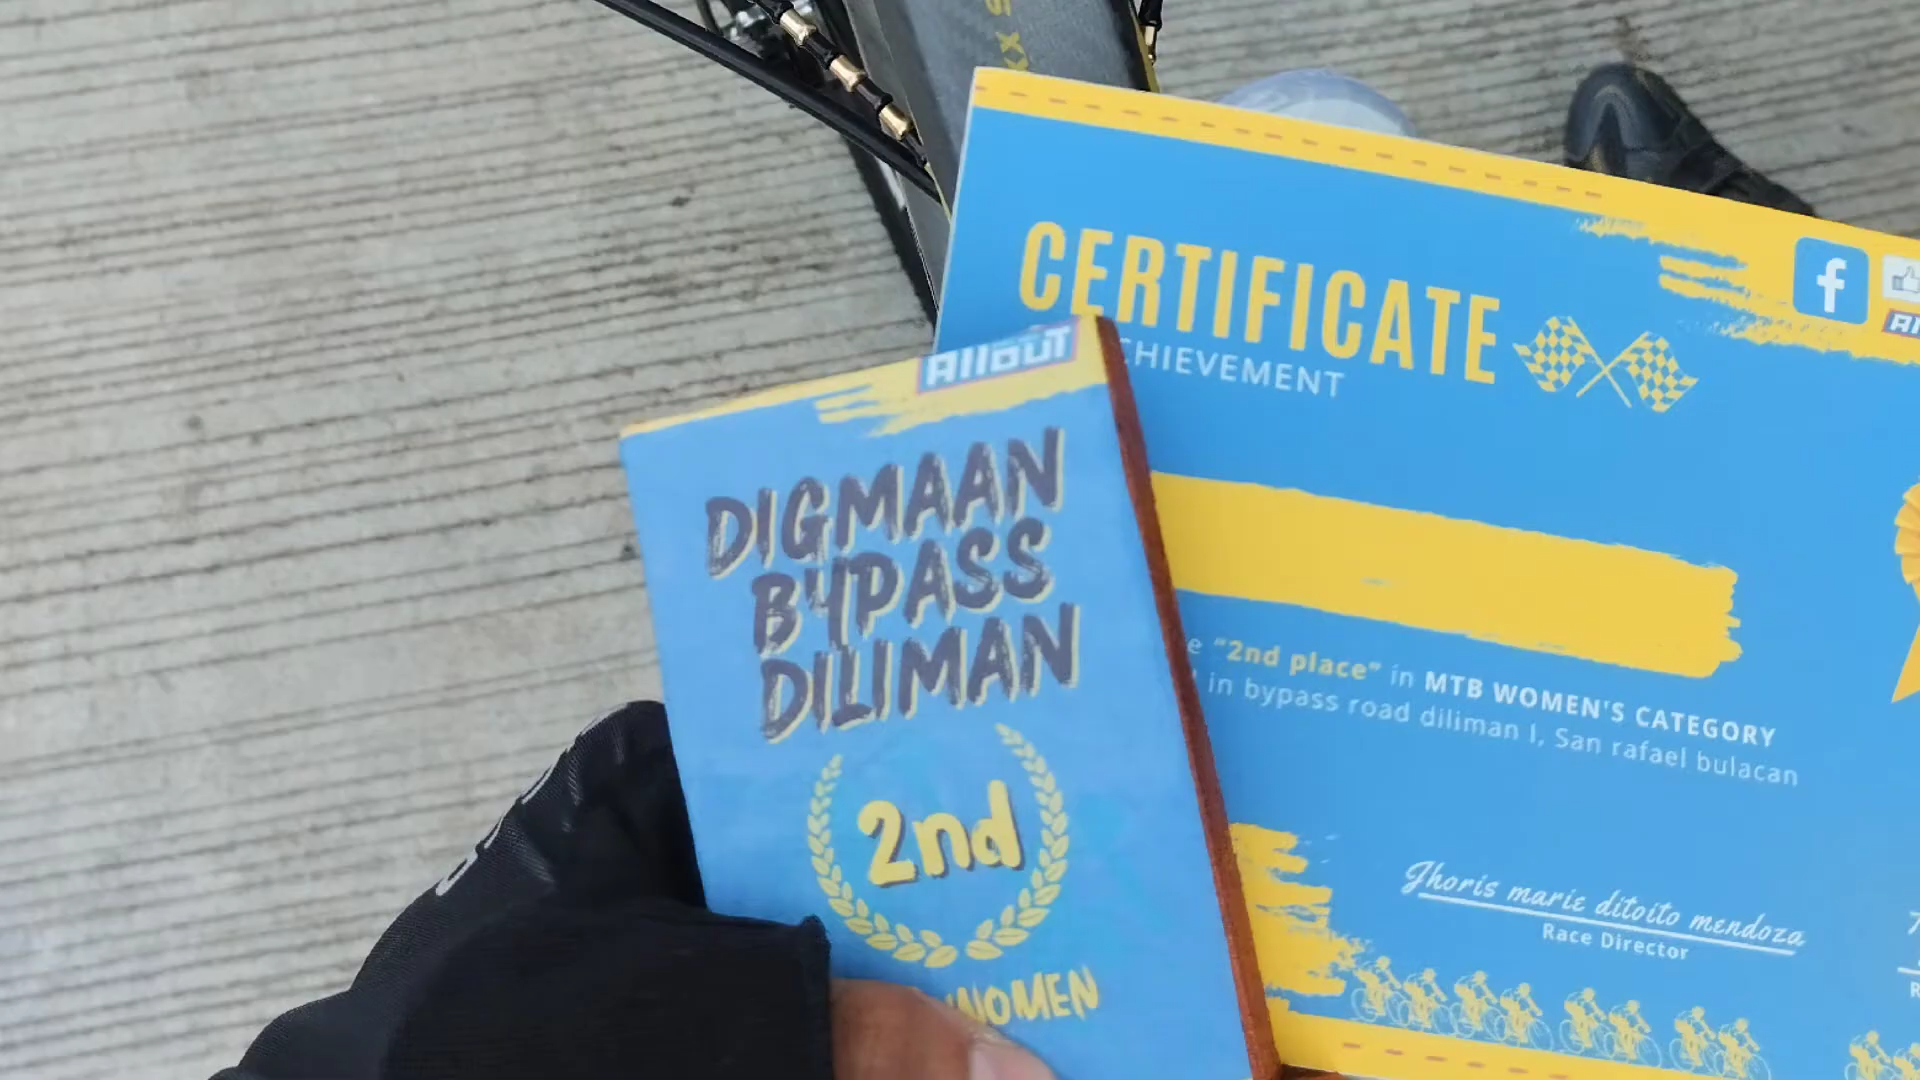 CERTIFICATE
CHIEVEMENT
Allout
DIGMAAN
BYPASS
DILIMAN
2nd
WOMEN
"2nd place" in MTB WOMEN'S CATEGORY
in bypass road diliman I, San rafael bulacan
Jhoris marie ditoito mendoza
Race Director